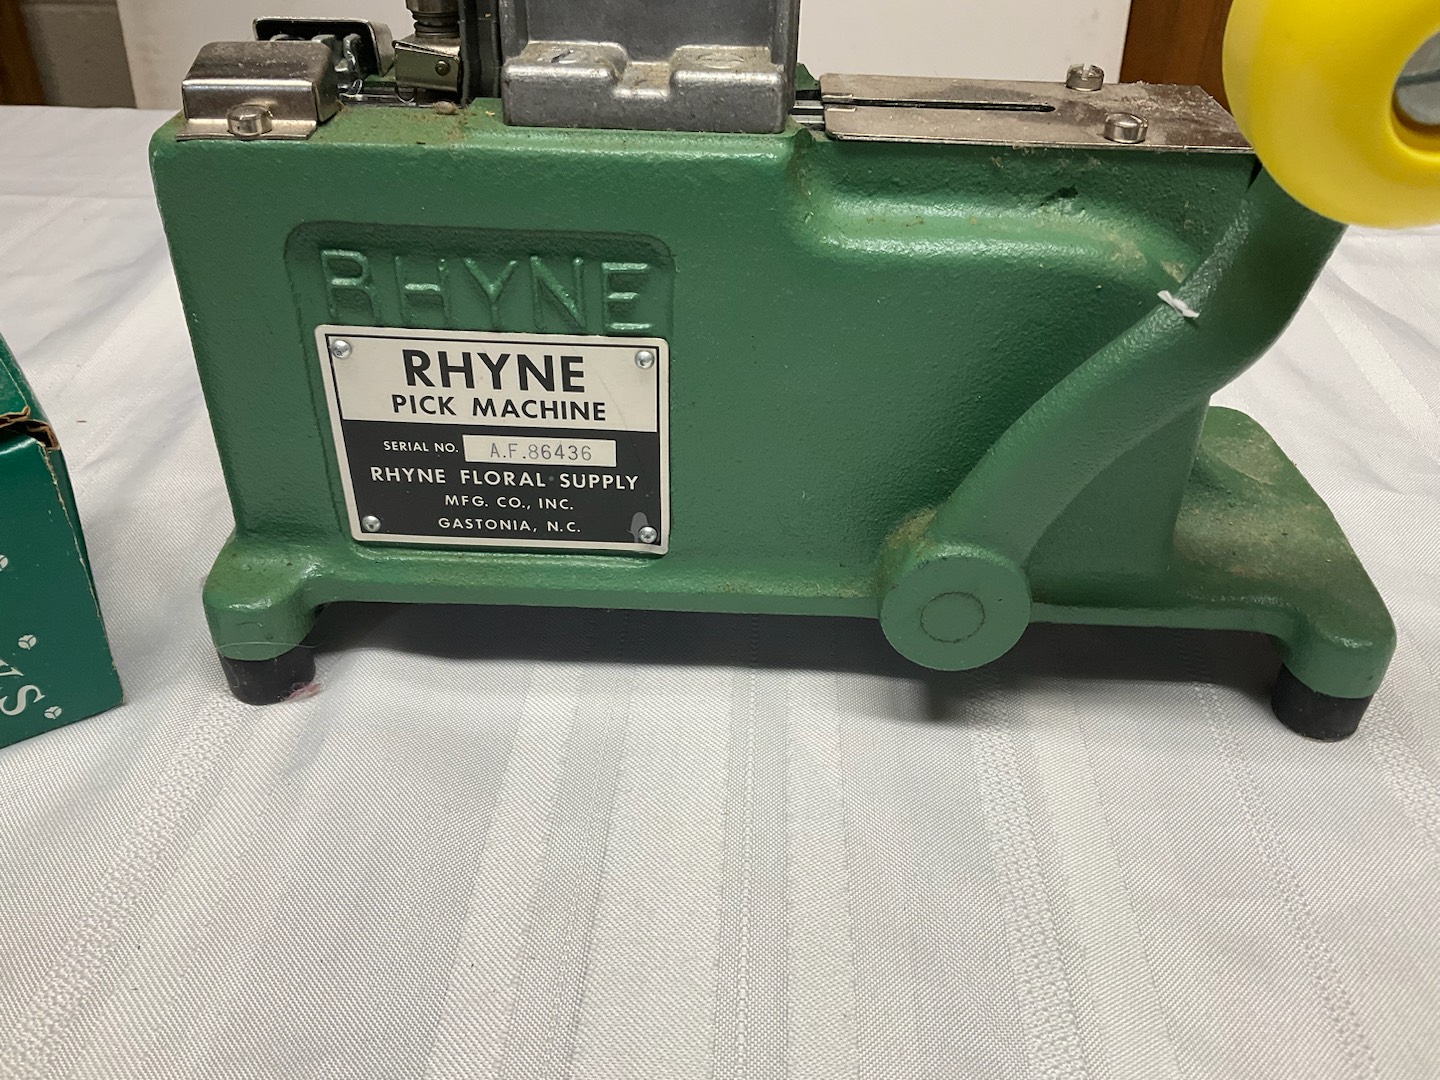 RHYNE
RHYNE
PICK MACHINE
SERIAL NO. A.F.86436
RHYNE FLORAL SUPPLY
MFG. CO., INC.
GASTONIA, N.C.